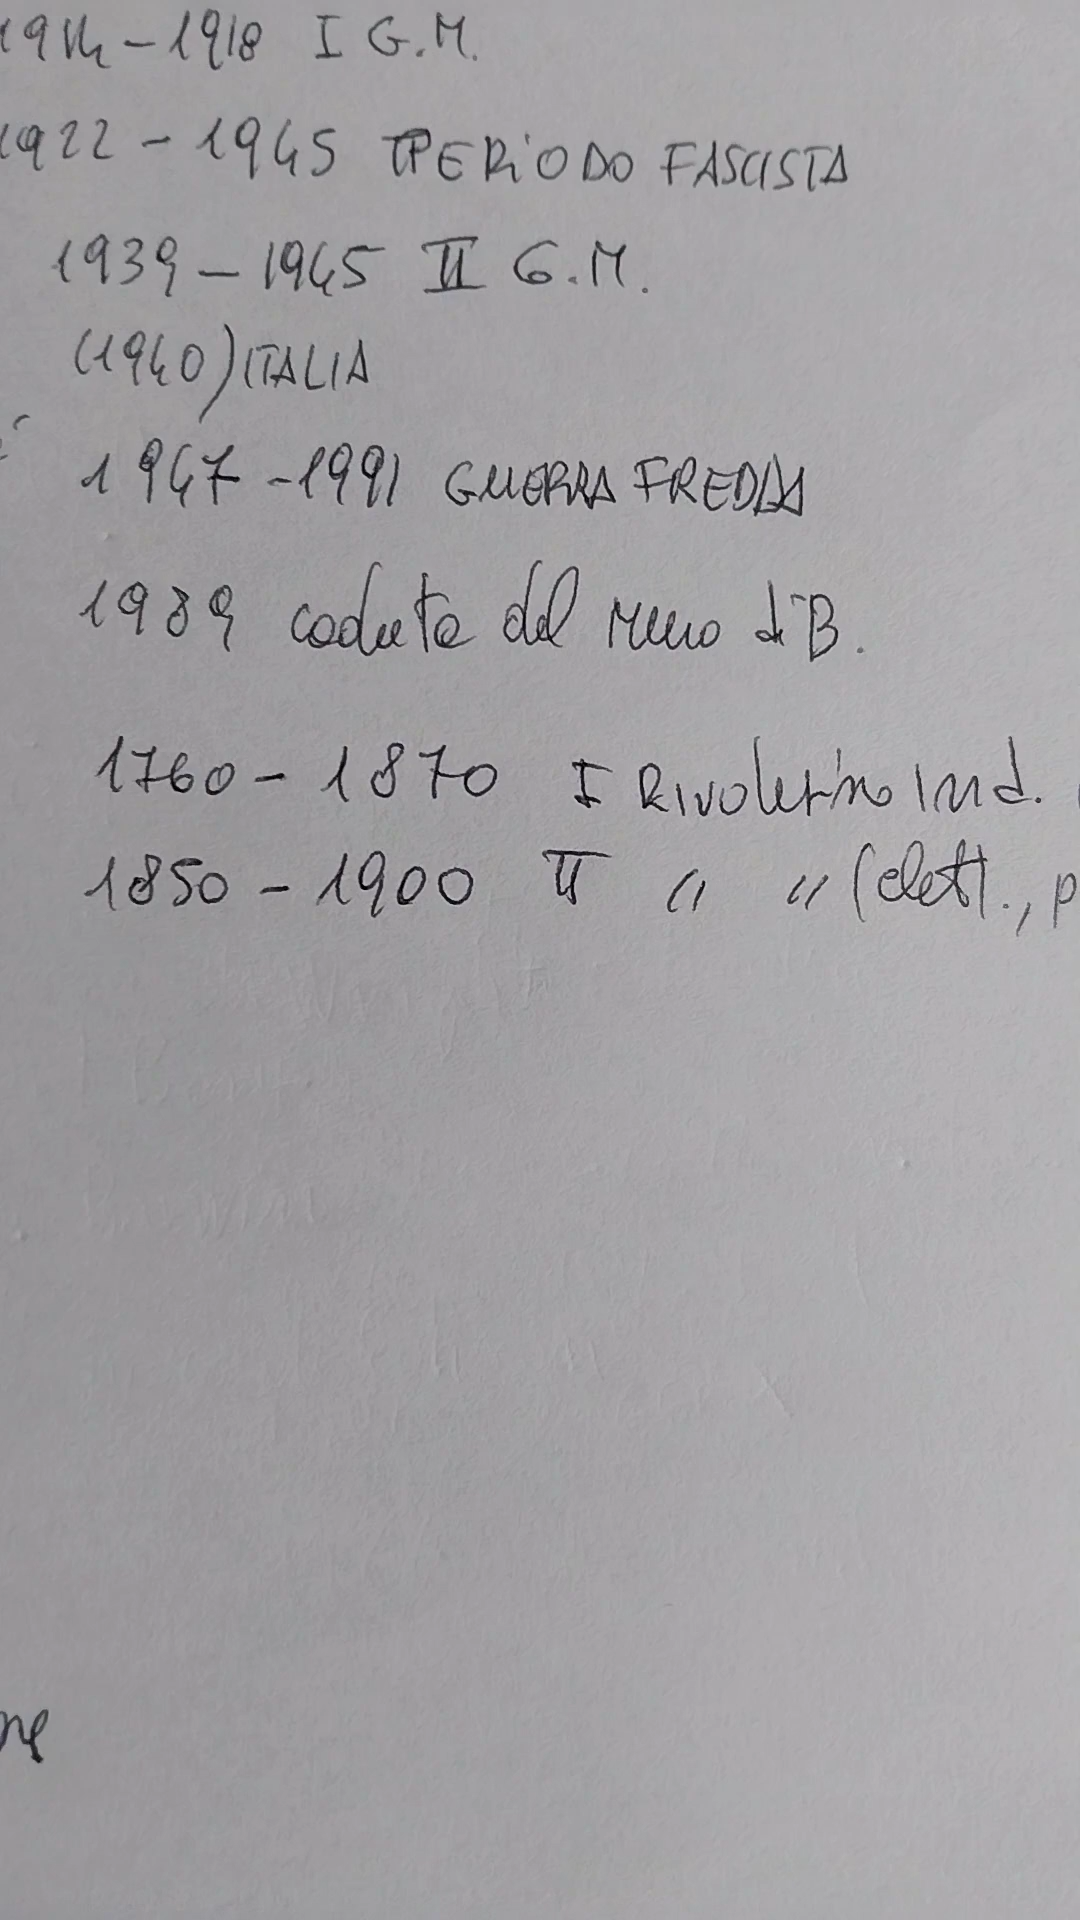 1914-1918 I G.M.
1922-1945 PERIODO FASCISTA
1939-1945 II G.M.
(1940) ITALIA
1947-1991 GUERRA FREDDA
1989 caduta del muro di B.
1760-1870 I Rivoluzione Ind.
1850-1900 II " " (elett., p
ne